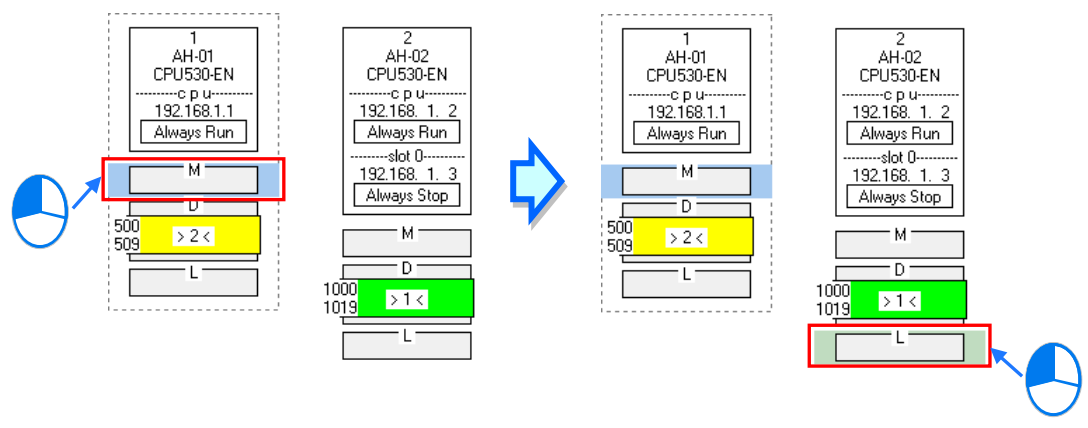 1
AH-01
CPU530-EN
c p u
192.168.1.1
Always Run
M
D
500
509
> 2 <
L
2
AH-02
CPU530-EN
c p u
192.168. 1. 2
Always Run
slot 0
192.168. 1. 3
Always Stop
M
D
1000
1019
> 1 <
L
1
AH-01
CPU530-EN
c p u
192.168.1.1
Always Run
M
D
500
509
> 2 <
L
2
AH-02
CPU530-EN
c p u
192.168. 1. 2
Always Run
slot 0
192.168. 1. 3
Always Stop
M
D
1000
1019
> 1 <
L